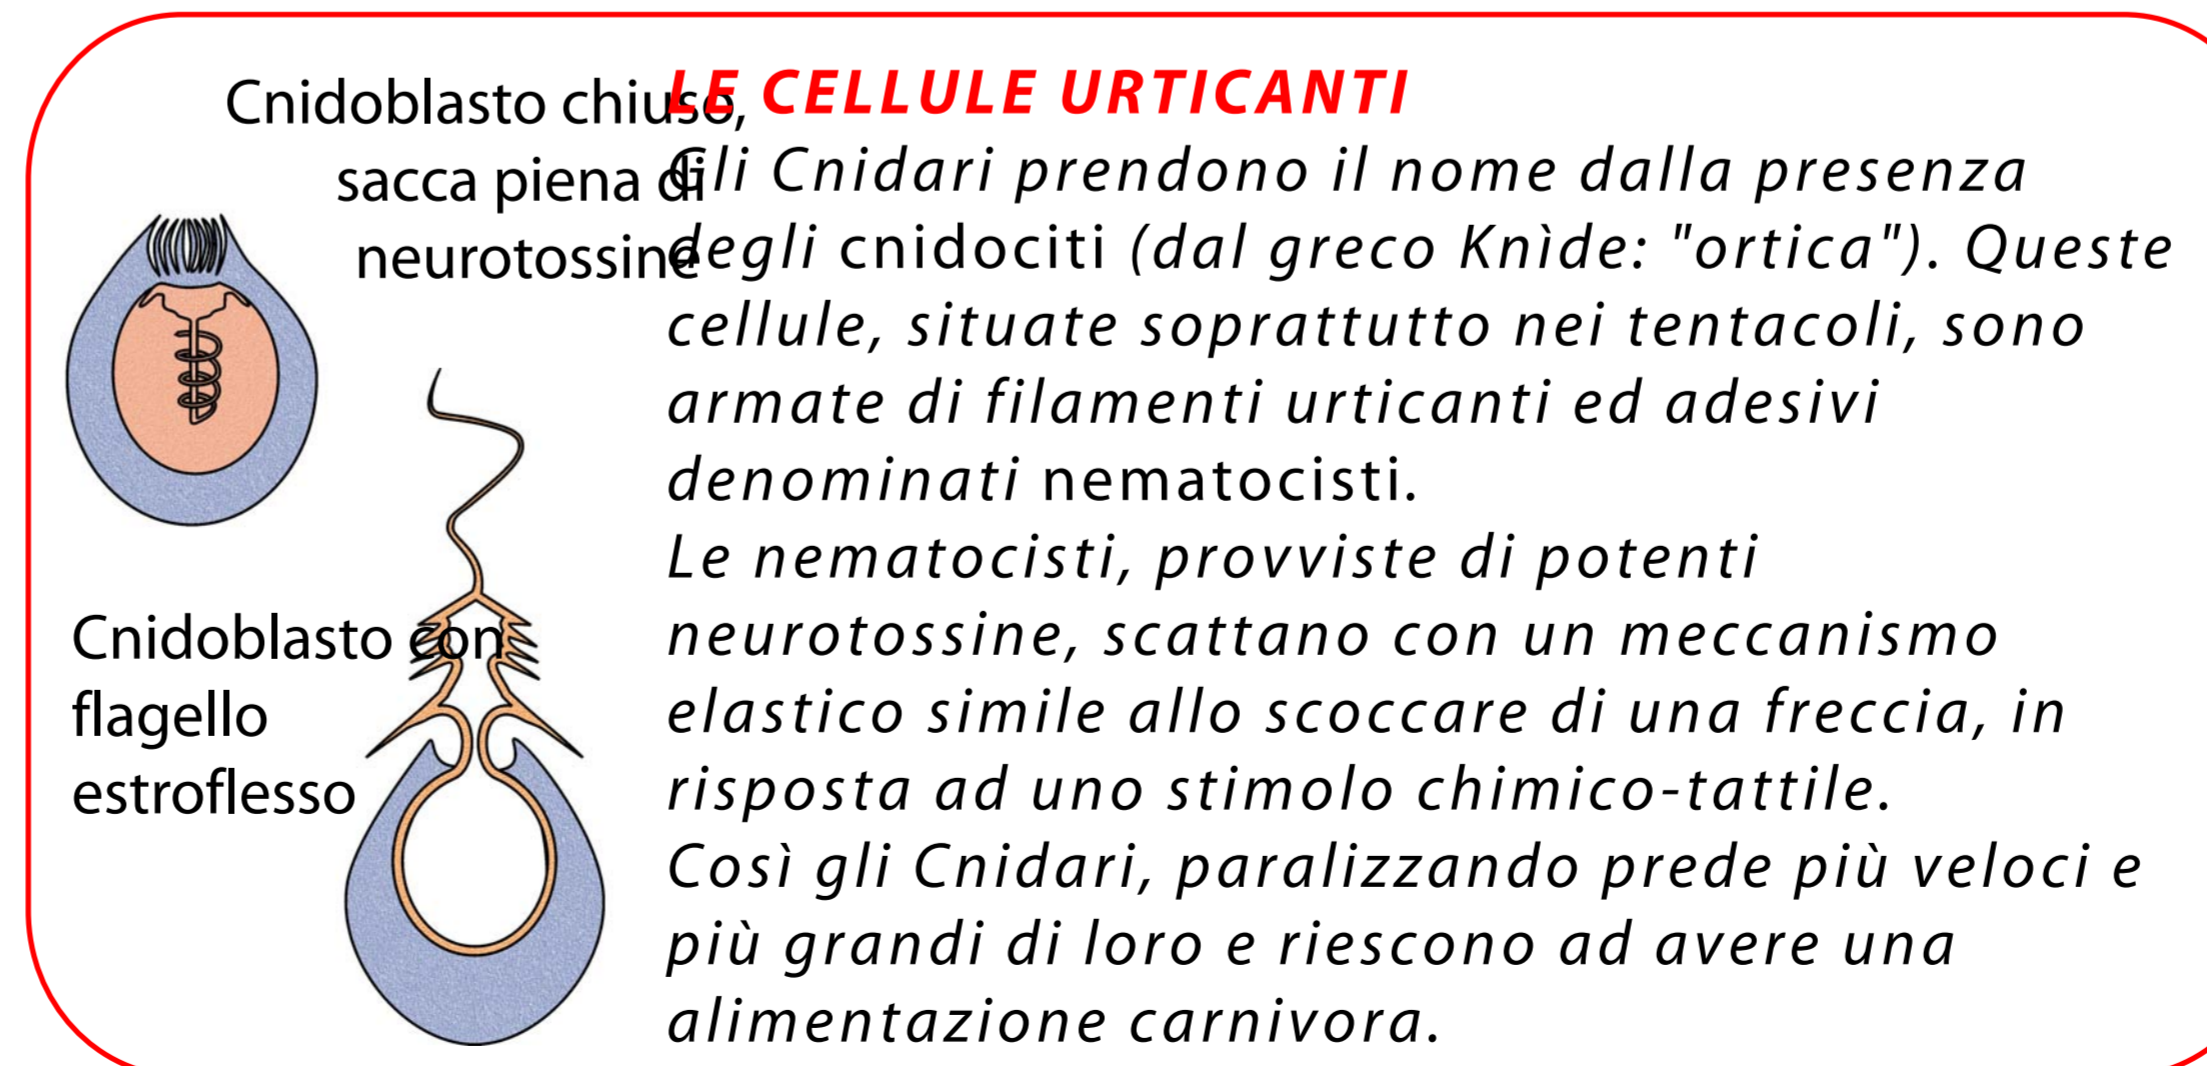 Cnidoblasto chiuso,
sacca piena di
neurotossine
Cnidoblasto con
flagello
estroflesso
LE CELLULE URTICANTI
Gli Cnidari prendono il nome dalla presenza
degli cnidociti (dal greco Knìde: "ortica"). Queste
cellule, situate soprattutto nei tentacoli, sono
armate di filamenti urticanti ed adesivi
denominati nematocisti.
Le nematocisti, provviste di potenti
neurotossine, scattano con un meccanismo
elastico simile allo scoccare di una freccia, in
risposta ad uno stimolo chimico-tattile.
Così gli Cnidari, paralizzando prede più veloci e
più grandi di loro e riescono ad avere una
alimentazione carnivora.